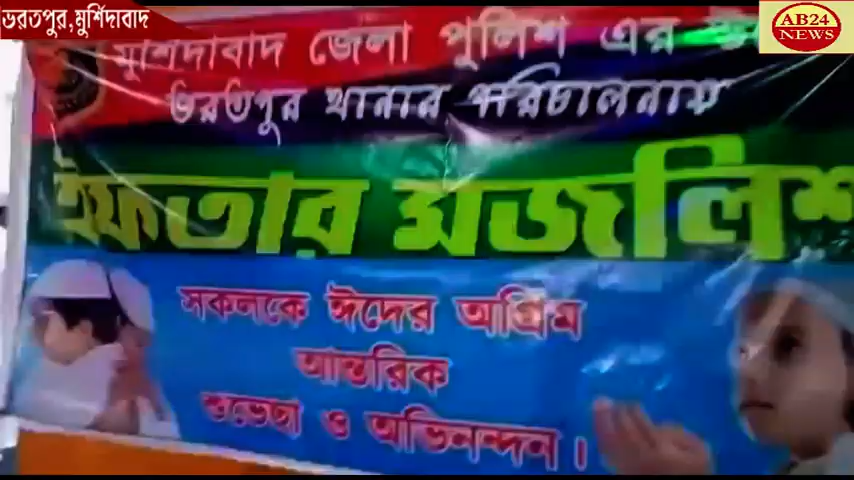 ভরতপুর,মুর্শিদাবাদ
AB24
NEWS
মুর্শিদাবাদ জেলা পুলিশ এর
ভরতপুর থানার পরিচালনায়
ইফতার মজলিশ
সকলকে ঈদের অগ্রিম
আন্তরিক
শুভেচ্ছা ও অভিনন্দন।